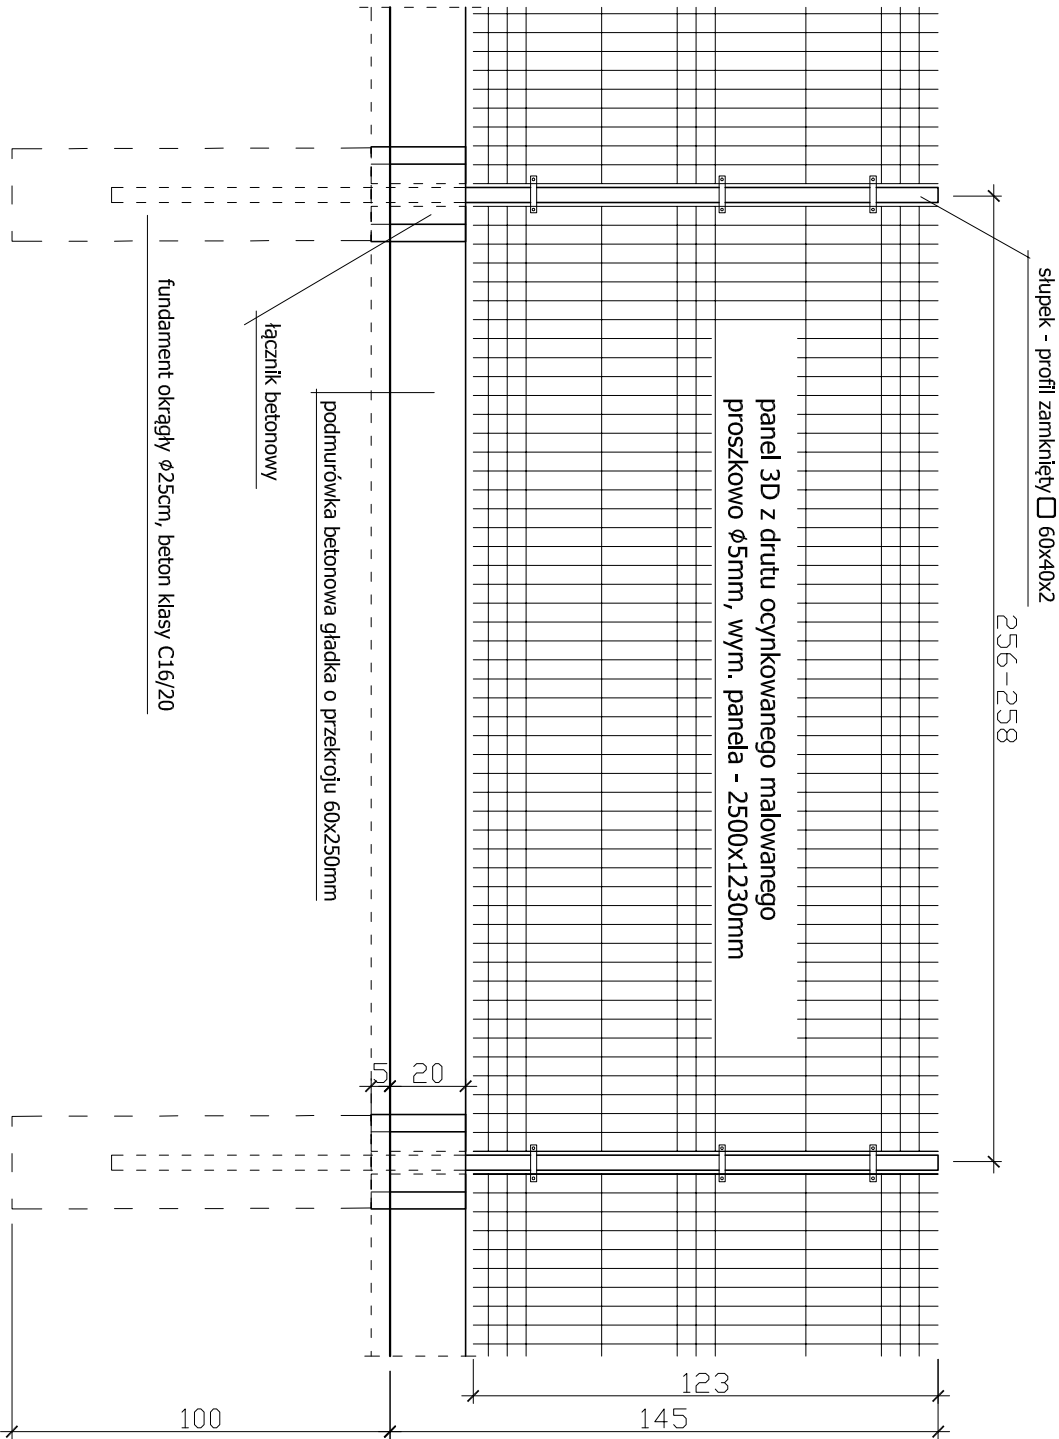 słupek - profil zamknięty 60x40x2
256-258
panel 3D z drutu ocynkowanego malowanego
proszkowo ϕ5mm, wym. panela - 2500x1230mm
podmurówka betonowa gładka o przekroju 60x250mm
łącznik betonowy
fundament okrągły ϕ25cm, beton klasy C16/20
5
20
123
100
145